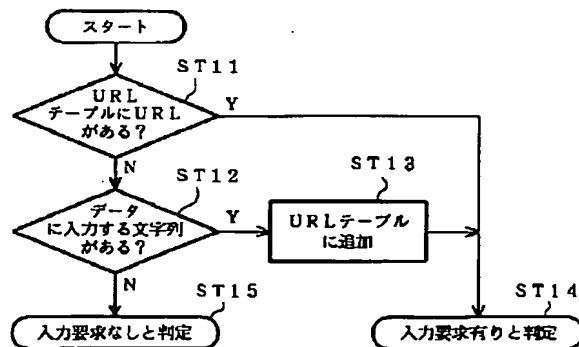 スタート
ST11
URL
テーブルにURL
がある?
Y
N
ST12
データ
に入力する文字列
がある?
Y
N
ST13
URLテーブル
に追加
ST15
入力要求なしと判定
ST14
入力要求有りと判定